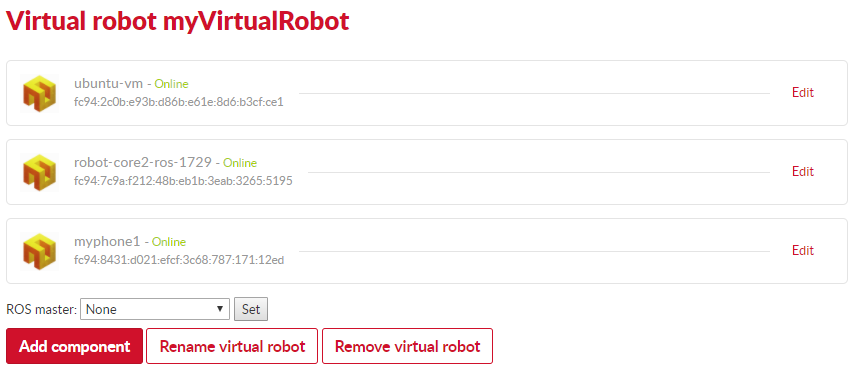 Virtual robot myVirtualRobot
ubuntu-vm - Online
Edit
fc94:2c0b:e93b:d86b:e61e:8d6:b3cf:ce1
robot-core2-ros-1729 - Online
Edit
fc94:7c9a:f212:48b:eb1b:3eab:3265:5195
myphone1 - Online
Edit
fc94:8431:d021:efcf:3c68:787:171:12ed
ROS master: None Set
Add component Rename virtual robot Remove virtual robot